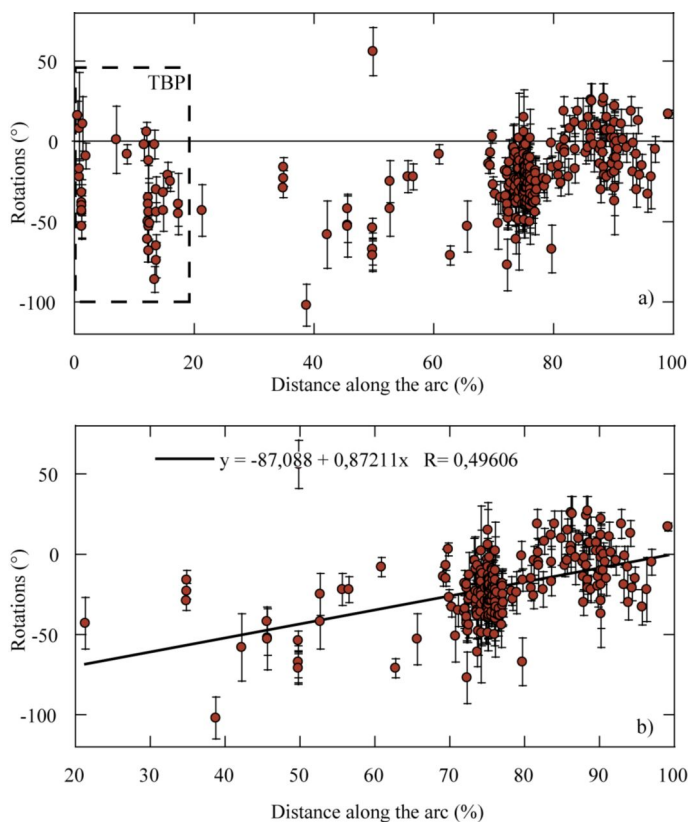 50
0
-50
-100
Rotations (°)
TBP
a)
0 20 40 60 80 100
Distance along the arc (%)
y = -87,088 + 0,87211x R= 0,49606
50
0
-50
-100
Rotations (°)
b)
20 30 40 50 60 70 80 90 100
Distance along the arc (%)